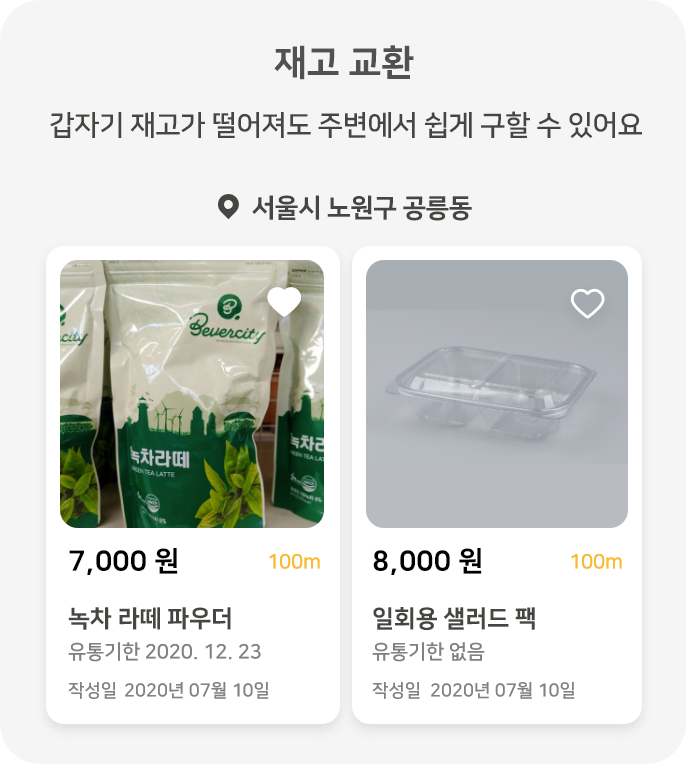 재고 교환
갑자기 재고가 떨어져도 주변에서 쉽게 구할 수 있어요
서울시 노원구 공릉동
Bevercity
녹차라떼
GREEN TEA LATTE
7,000 원
100m
녹차 라떼 파우더
유통기한 2020. 12. 23
작성일 2020년 07월 10일
8,000 원
100m
일회용 샐러드 팩
유통기한 없음
작성일 2020년 07월 10일